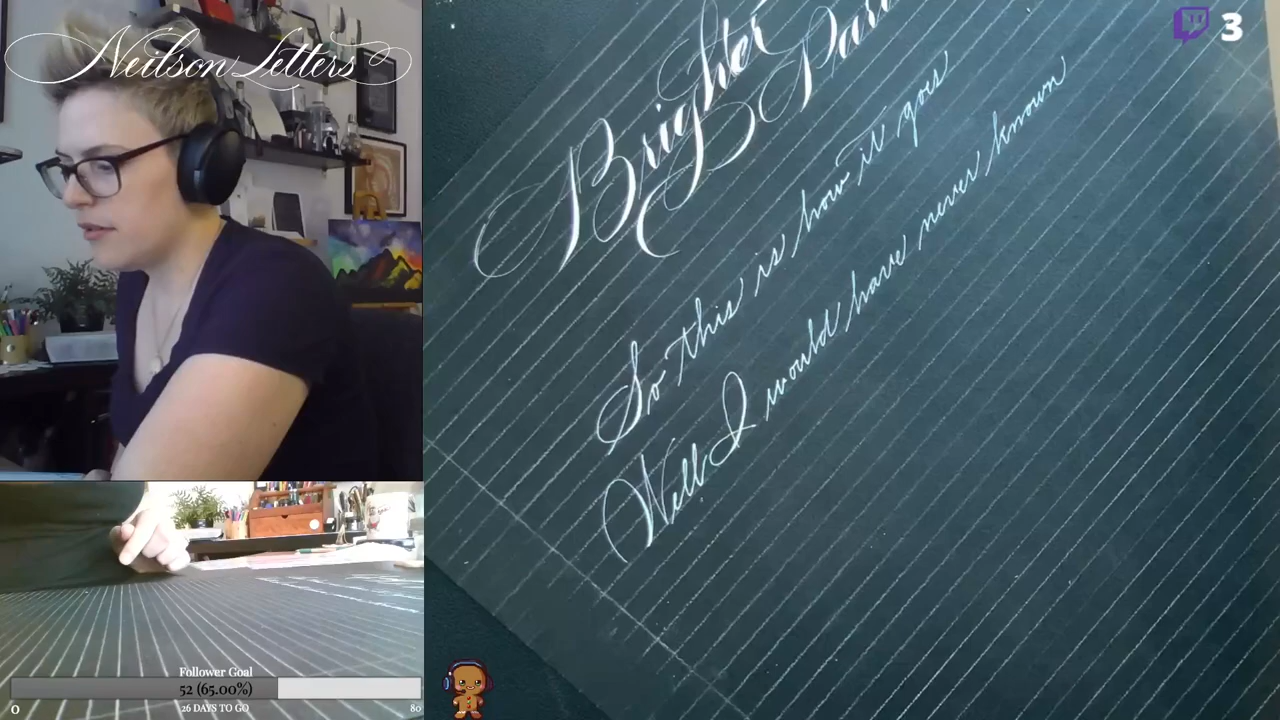 Neilson Letters
3
Brighter
So this is how it goes
Well I would have never known
Follower Goal
52 (65.00%)
0
26 DAYS TO GO
80